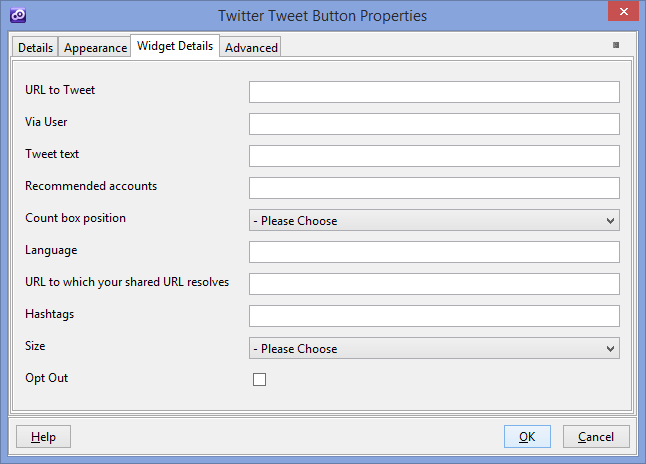 Twitter Tweet Button Properties
Details Appearance Widget Details Advanced
URL to Tweet
Via User
Tweet text
Recommended accounts
Count box position - Please Choose
Language
URL to which your shared URL resolves
Hashtags
Size - Please Choose
Opt Out
Help OK Cancel